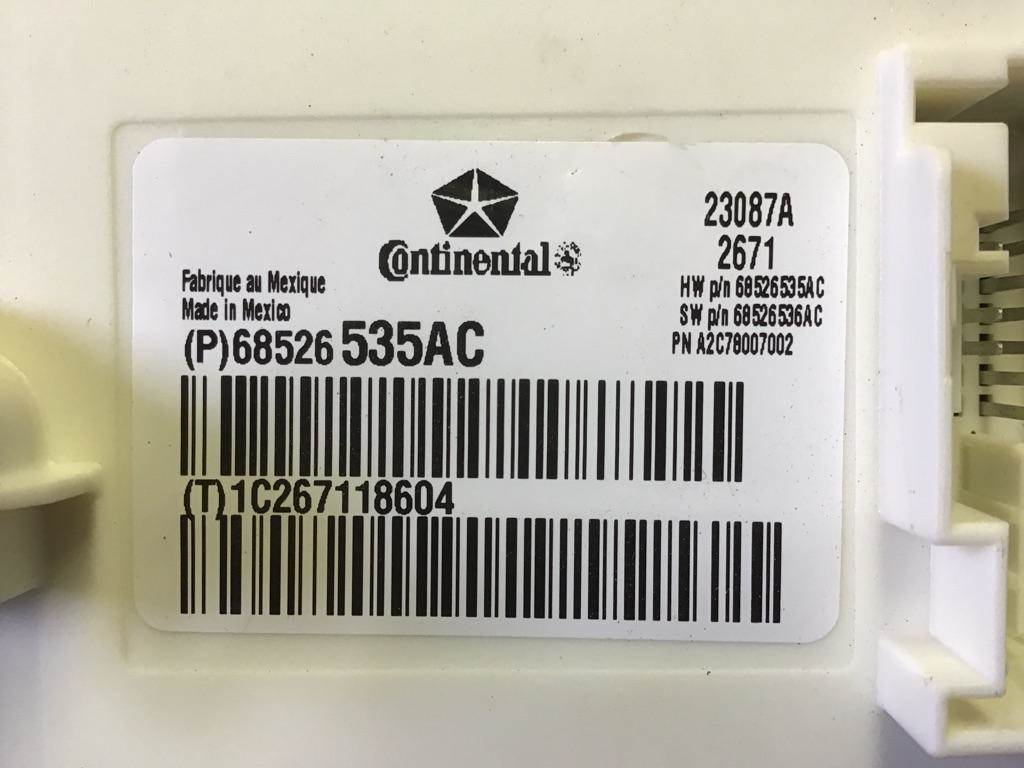 Continental
23087A
2671
Fabrique au Mexique
Made in Mexico
HW p/n 68526535AC
SW p/n 68526536AC
(P)68526 535AC
PN A2C78007002
(T)1C267118604